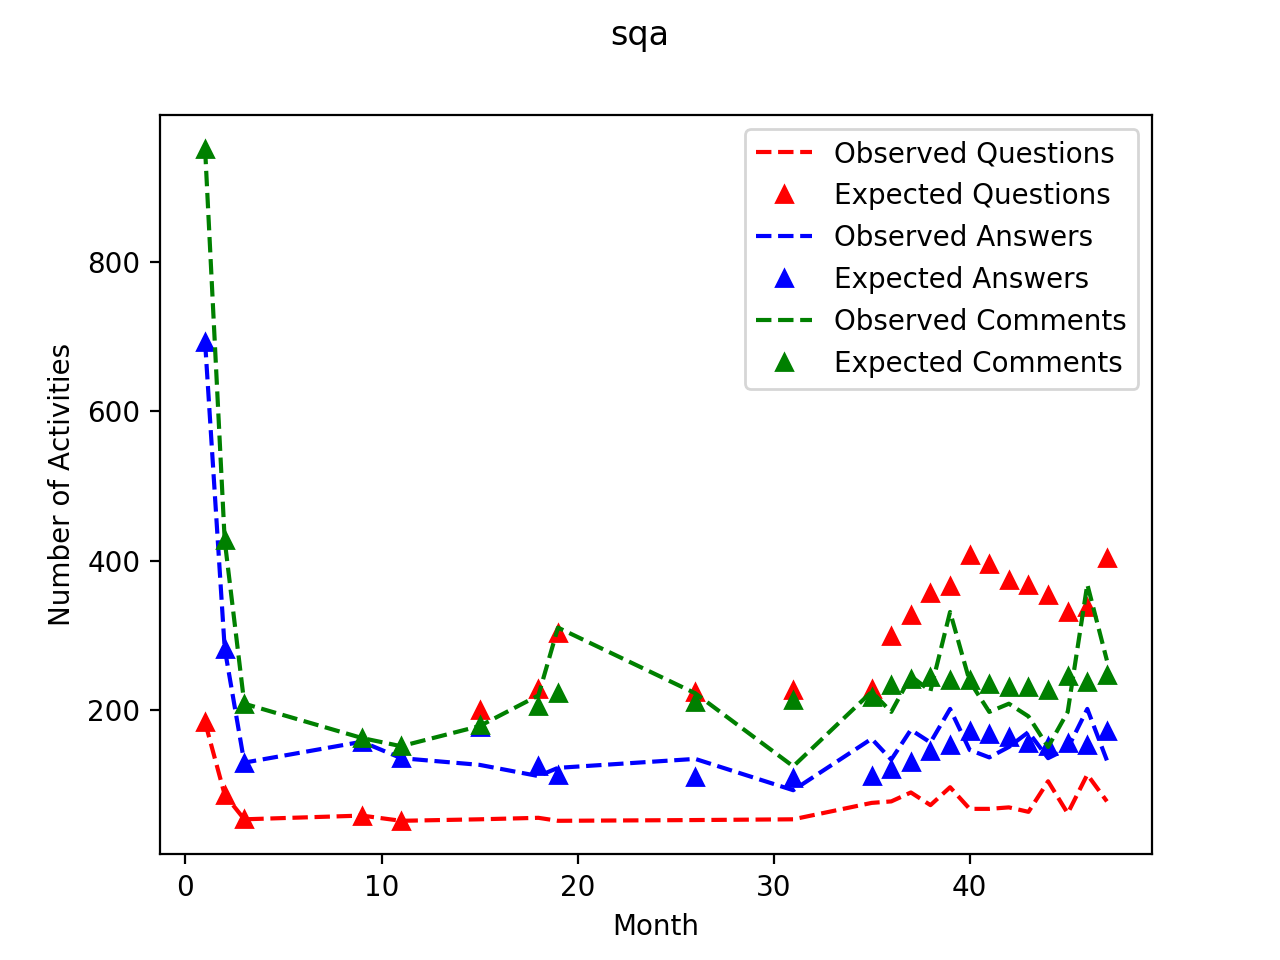 sqa
Observed Questions
Expected Questions
Observed Answers
Expected Answers
Observed Comments
Expected Comments
Number of Activities
800
600
400
200
0 10 20 30 40
Month